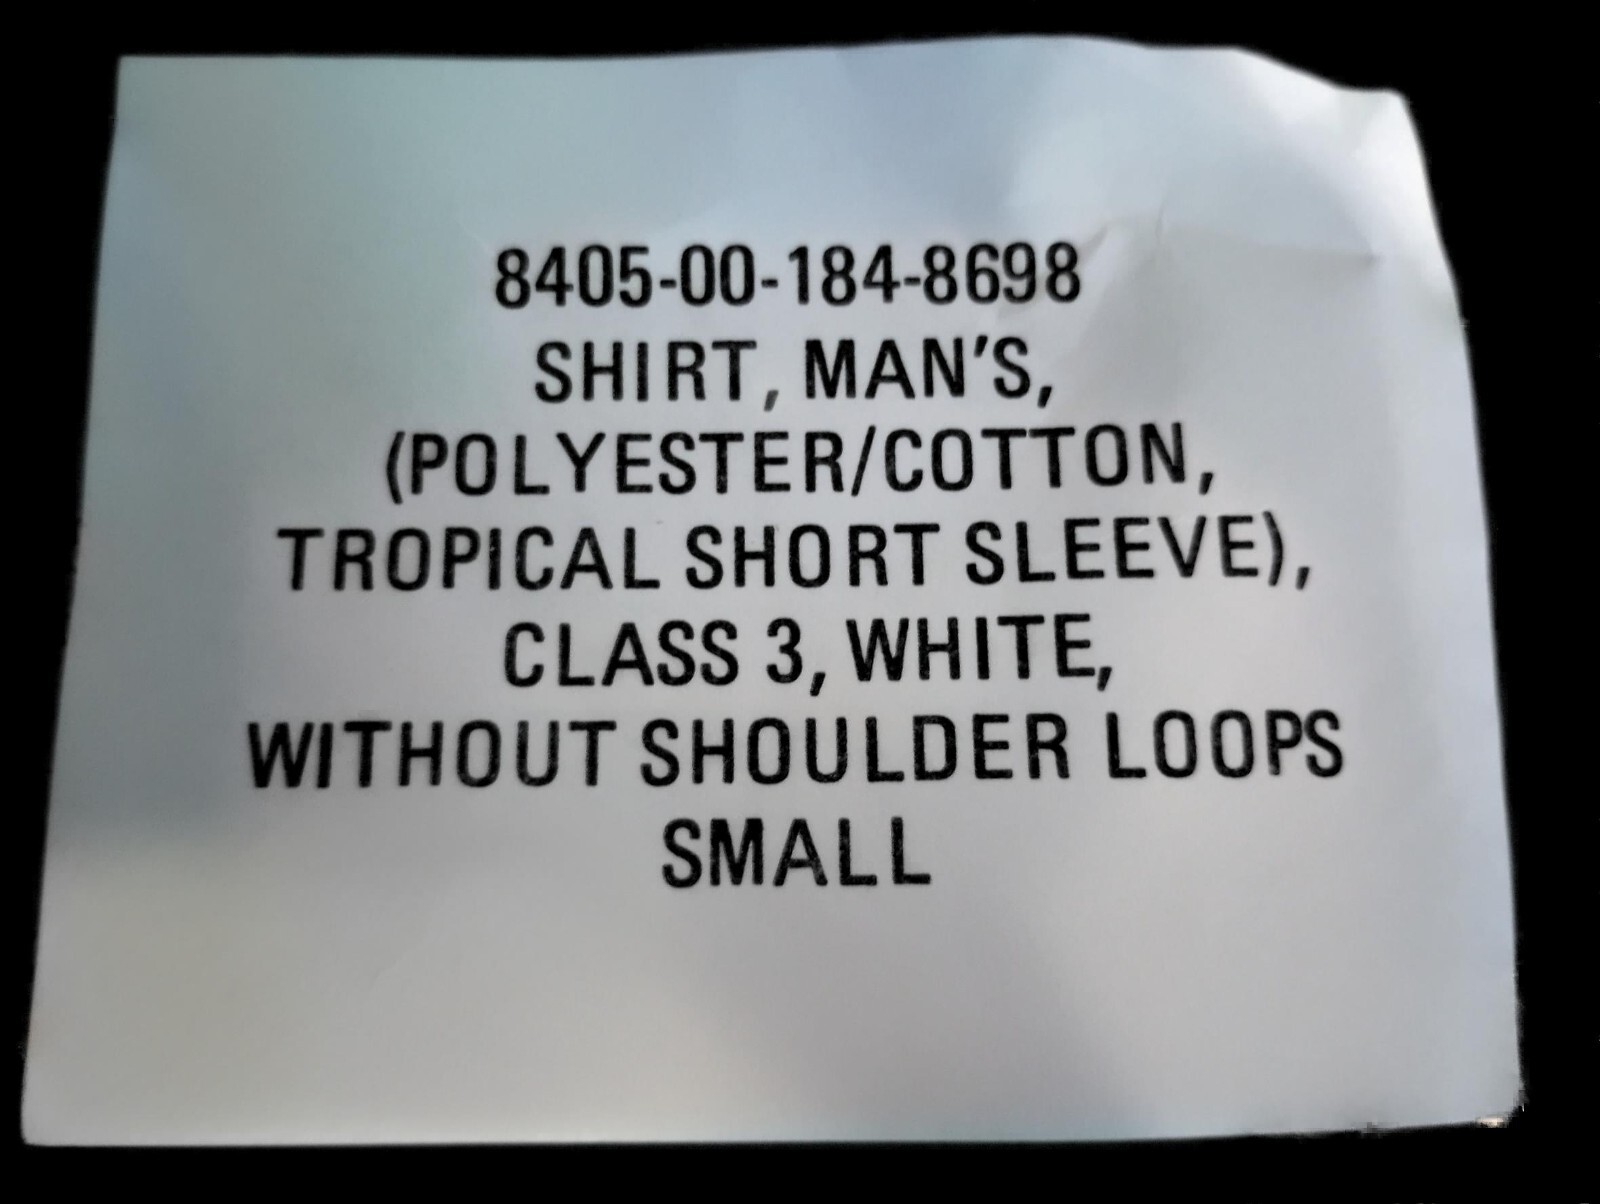 8405-00-184-8698
SHIRT, MAN'S,
(POLYESTER/COTTON,
TROPICAL SHORT SLEEVE),
CLASS 3, WHITE,
WITHOUT SHOULDER LOOPS
SMALL